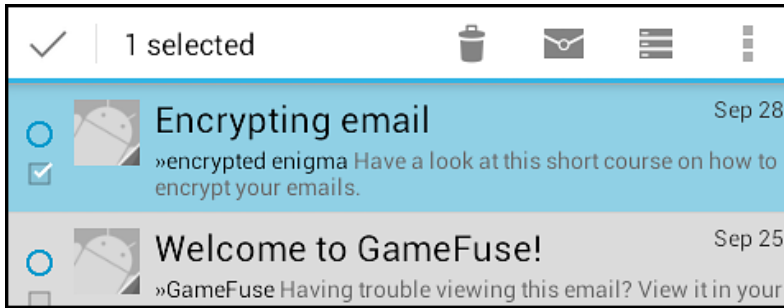 1 selected
Encrypting email
Sep 28
»encrypted enigma Have a look at this short course on how to
encrypt your emails.
Welcome to GameFuse!
Sep 25
»GameFuse Having trouble viewing this email? View it in your